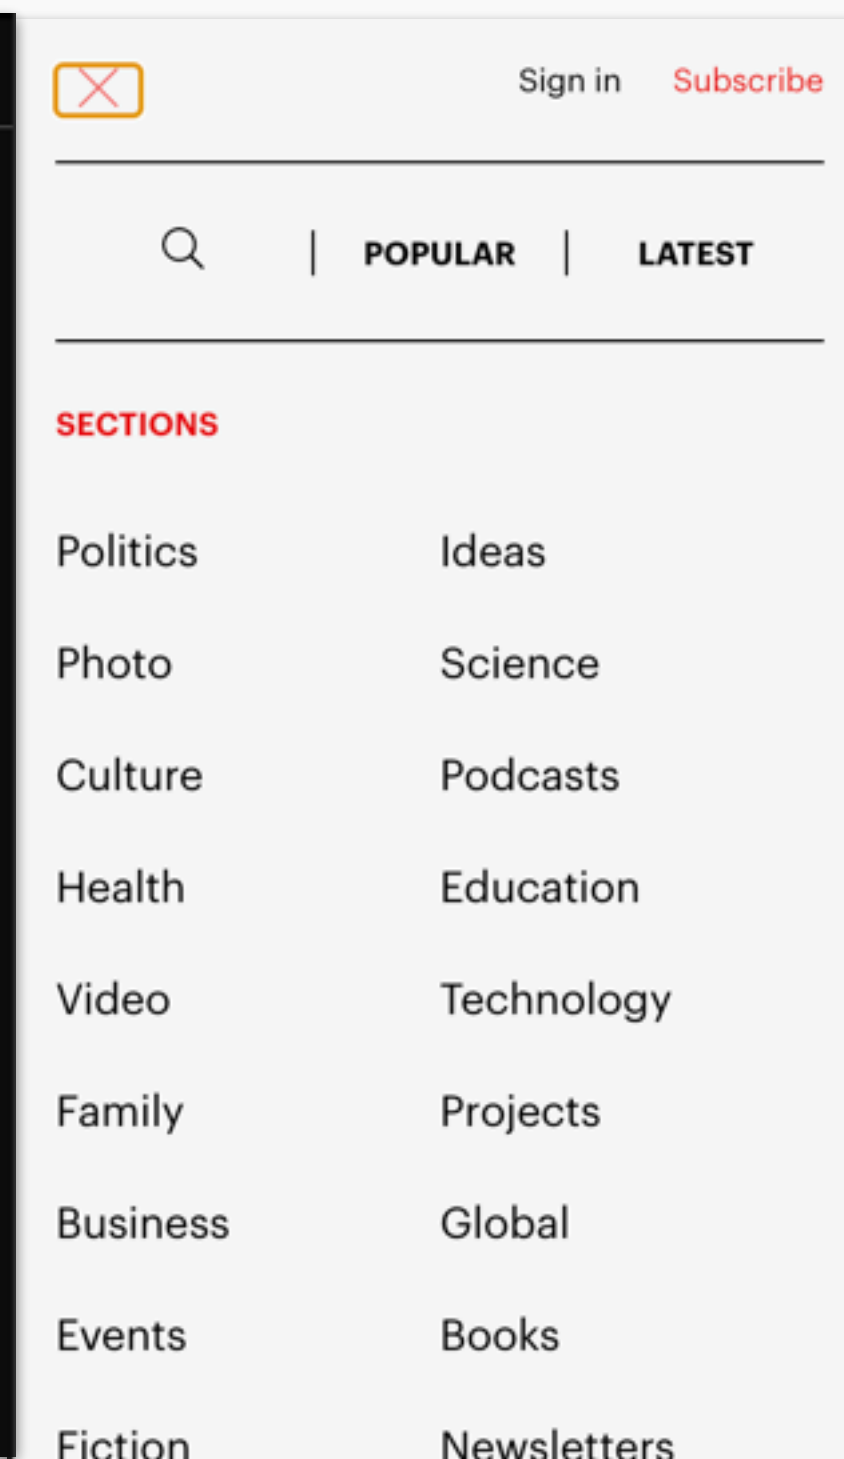 Sign in Subscribe
POPULAR | LATEST
SECTIONS
Politics Ideas
Photo Science
Culture Podcasts
Health Education
Video Technology
Family Projects
Business Global
Events Books
Fiction Newsletters